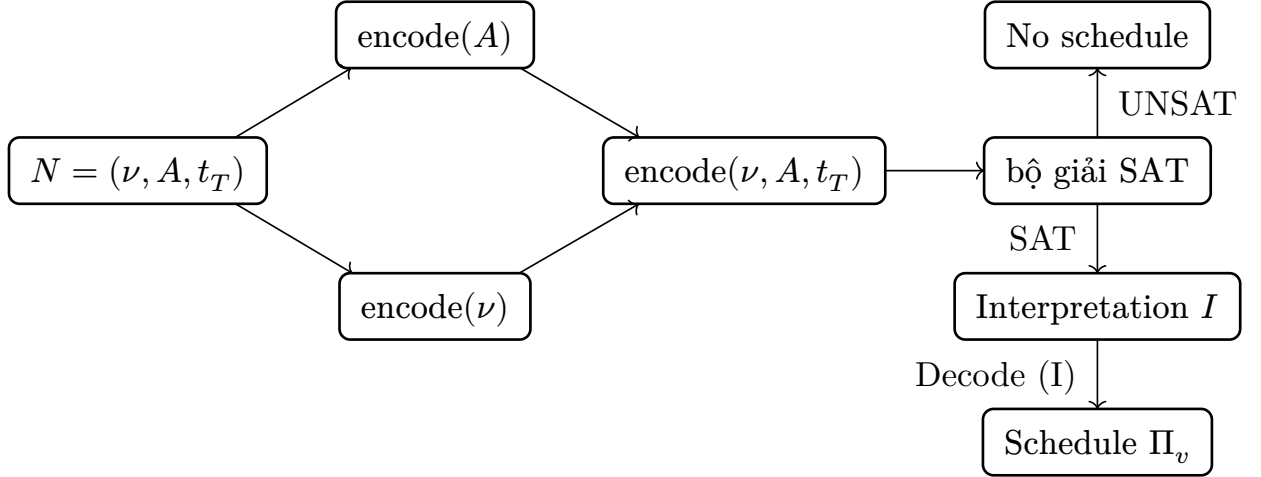 encode(A)
No schedule
UNSAT
N = (ν, A, t_T)
encode(ν, A, t_T)
bộ giải SAT
SAT
encode(ν)
Interpretation I
Decode (I)
Schedule Π_v